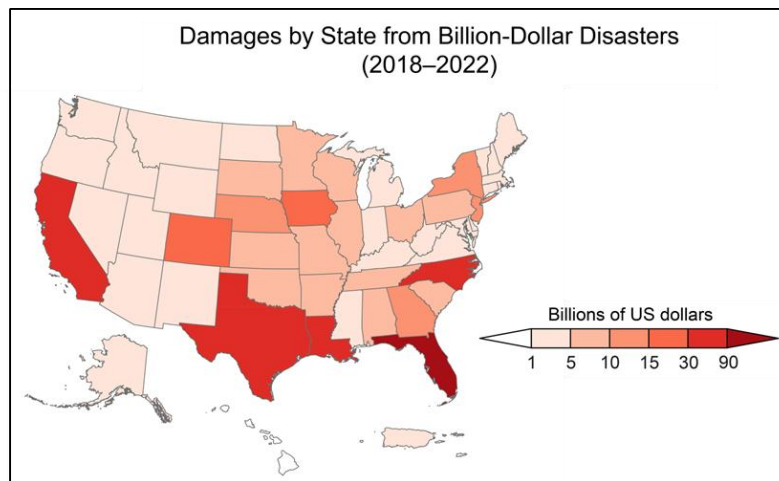 Damages by State from Billion-Dollar Disasters
(2018–2022)
Billions of US dollars
1 5 10 15 30 90